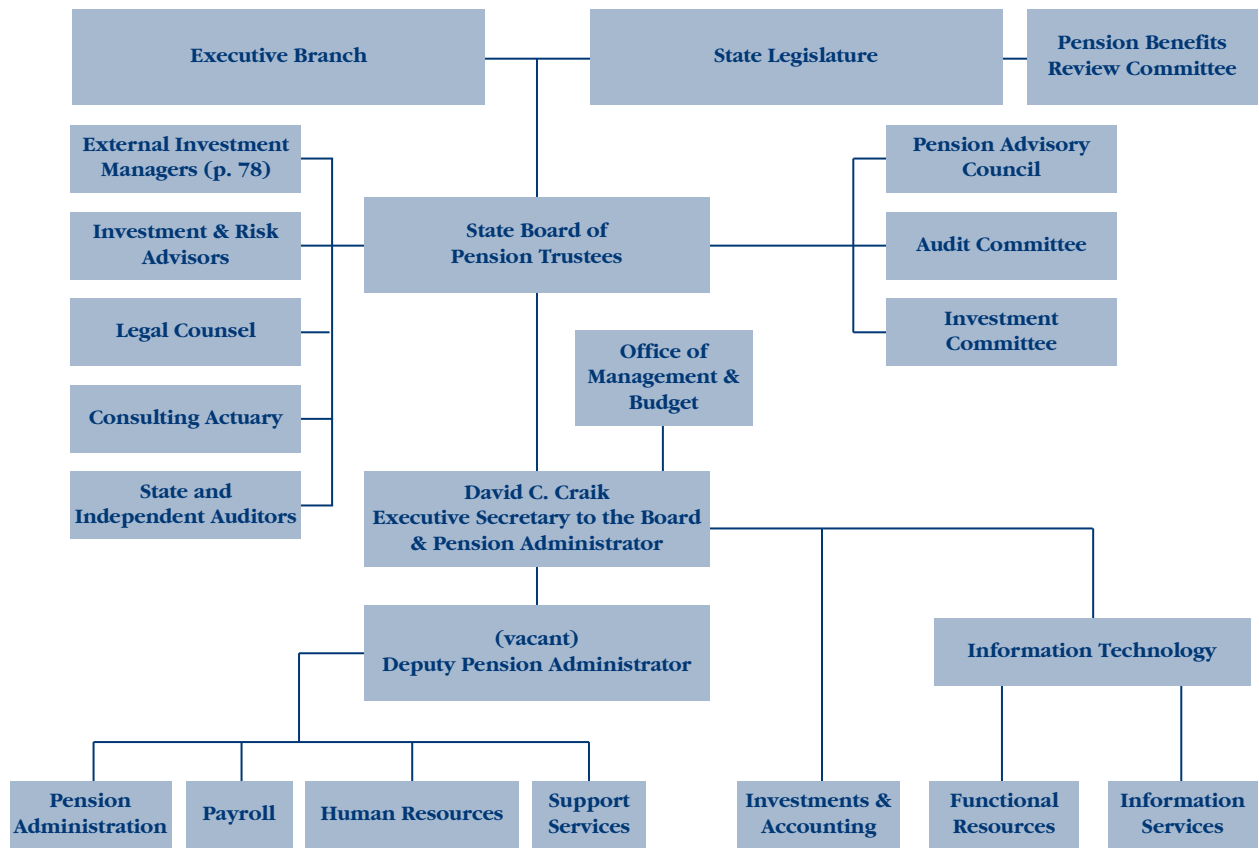 Executive Branch
State Legislature
Pension Benefits
Review Committee
External Investment
Managers (p. 78)
Pension Advisory
Council
Investment & Risk
Advisors
State Board of
Pension Trustees
Audit Committee
Legal Counsel
Investment
Committee
Office of
Management &
Budget
Consulting Actuary
State and
Independent Auditors
David C. Craik
Executive Secretary to the Board
& Pension Administrator
(vacant)
Deputy Pension Administrator
Information Technology
Pension
Administration
Payroll
Human Resources
Support
Services
Investments &
Accounting
Functional
Resources
Information
Services